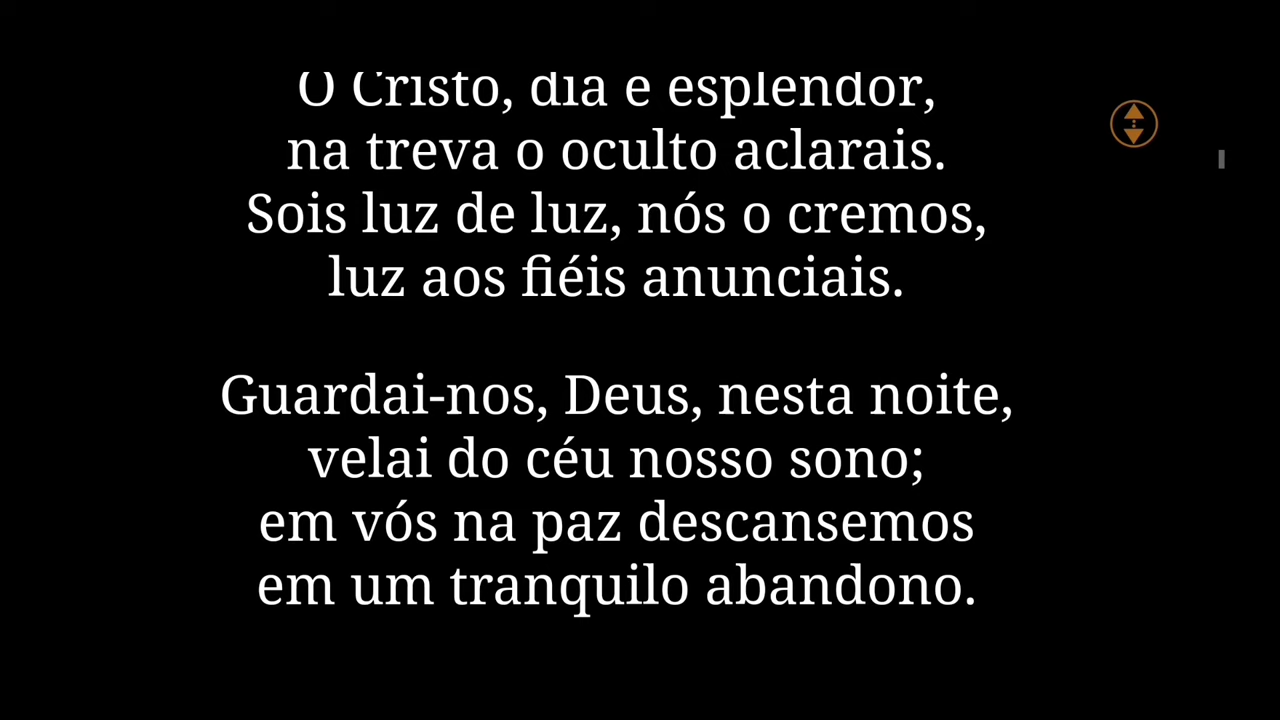 Ó Cristo, dia e esplendor,
na treva o oculto aclarais.
Sois luz de luz, nós o cremos,
luz aos fiéis anunciais.
Guardai-nos, Deus, nesta noite,
velai do céu nosso sono;
em vós na paz descansemos
em um tranquilo abandono.